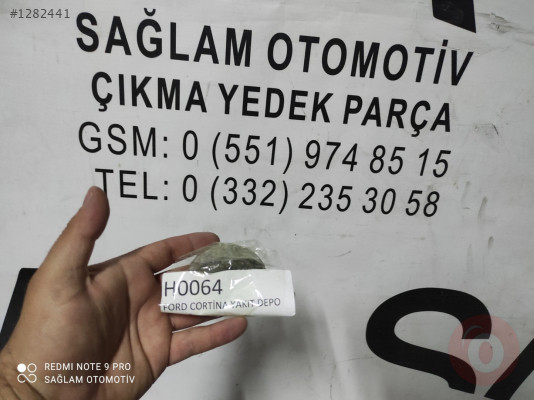 #1282441
SAĞLAM OTOMOTİV
ÇIKMA YEDEK PARÇA
GSM: 0 (551) 974 85 15
TEL: 0 (332) 235 30 58
H0064
FORD CORTİNA YAKIT DEPO
REDMI NOTE 9 PRO
SAĞLAM OTOMOTİV